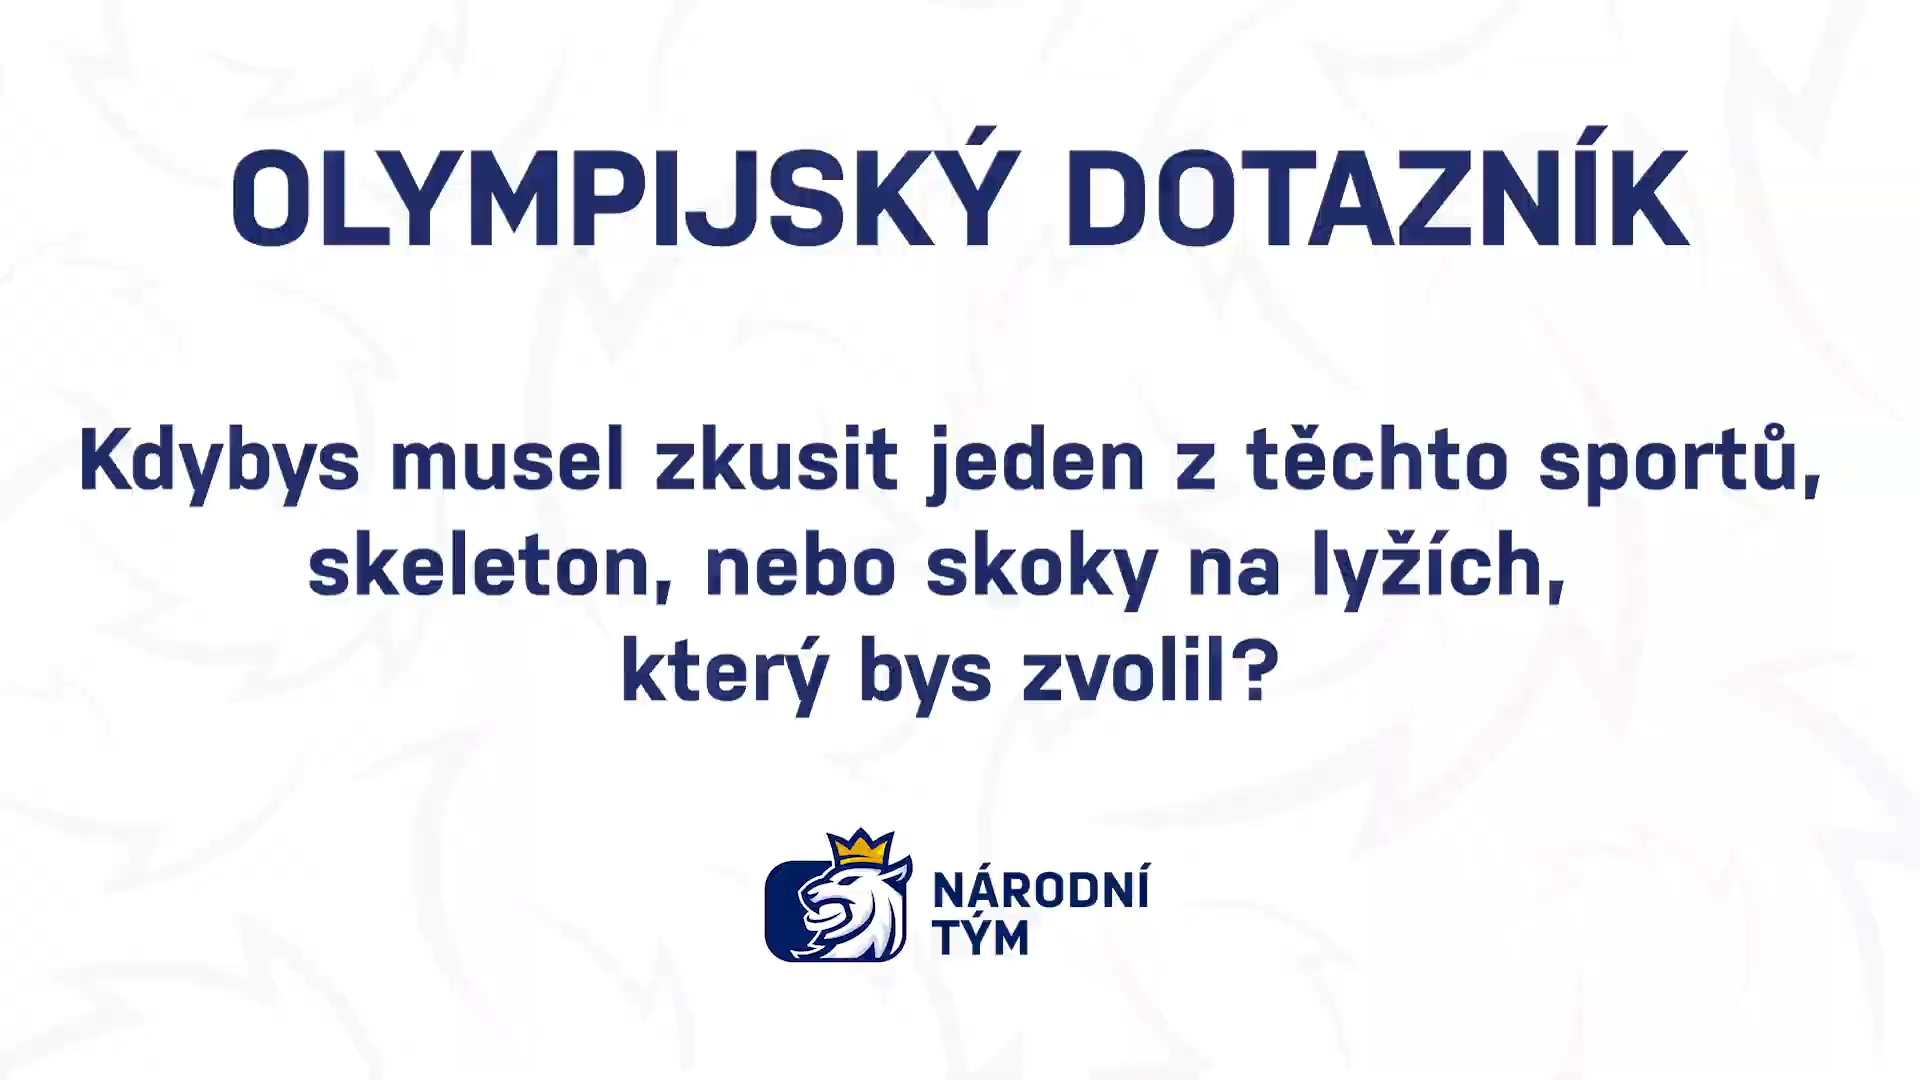 OLYMPIJSKÝ DOTAZNÍK
Kdybys musel zkusit jeden z těchto sportů,
skeleton, nebo skoky na lyžích,
který bys zvolil?
NÁRODNÍ
TÝM